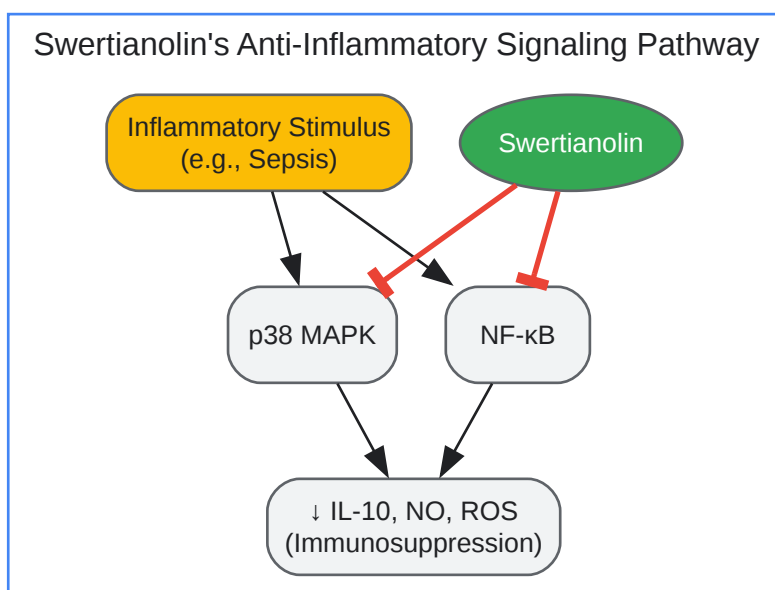 Swertianolin's Anti-Inflammatory Signaling Pathway
Inflammatory Stimulus
(e.g., Sepsis)
Swertianolin
p38 MAPK
NF-κB
↓ IL-10, NO, ROS
(Immunosuppression)